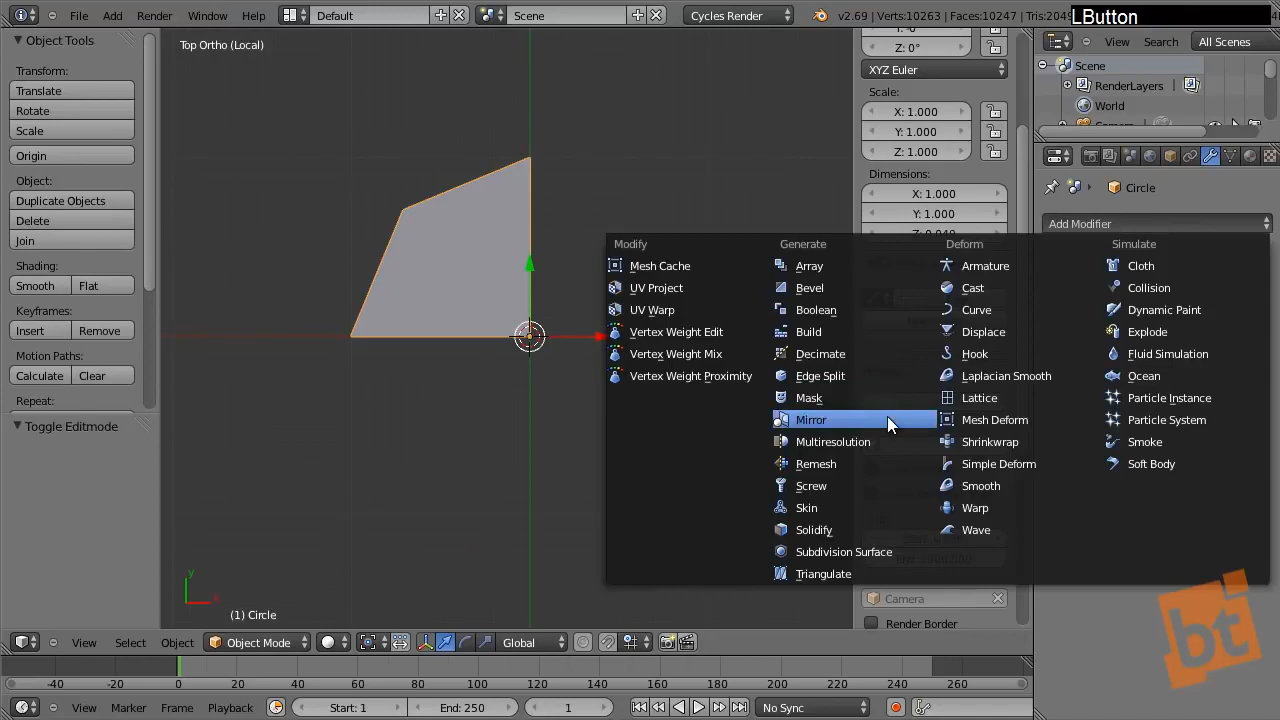 File Add Render Window Help Default Scene Cycles Render v2.69 | Verts:10263 | Faces:10247 | Tris:2049
LButton
Object Tools
Transform:
Translate
Rotate
Scale
Origin
Object:
Duplicate Objects
Delete
Join
Shading:
Smooth Flat
Keyframes:
Insert Remove
Motion Paths:
Calculate Clear
Repeat:
Toggle Editmode
Top Ortho (Local)
y
x
(1) Circle
Z: 0°
XYZ Euler
Scale:
X: 1.000
Y: 1.000
Z: 1.000
Dimensions:
X: 1.000
Y: 1.000
View Search All Scenes
Scene
RenderLayers
World
Circle
Add Modifier
Modify
Mesh Cache
UV Project
UV Warp
Vertex Weight Edit
Vertex Weight Mix
Vertex Weight Proximity
Generate
Array
Bevel
Boolean
Build
Decimate
Edge Split
Mask
Mirror
Multiresolution
Remesh
Screw
Skin
Solidify
Subdivision Surface
Triangulate
Deform
Armature
Cast
Curve
Displace
Hook
Laplacian Smooth
Lattice
Mesh Deform
Shrinkwrap
Simple Deform
Smooth
Warp
Wave
Simulate
Cloth
Collision
Dynamic Paint
Explode
Fluid Simulation
Ocean
Particle Instance
Particle System
Smoke
Soft Body
Camera
Render Border
bt
View Select Object Object Mode Global
-40 -20 0 20 40 60 80 100 120 140 160 180 200 220 240 260
View Marker Frame Playback Start: 1 End: 250 1 No Sync